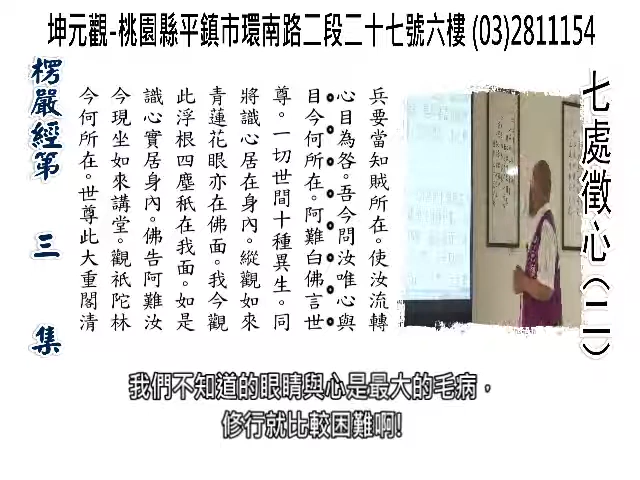 坤元觀-桃園縣平鎮市環南路二段二十七號六樓 (03)2811154
七處徵心(二)
兵要當知賊所在。使汝流轉
心目為咎。吾今問汝唯心與
目今何所在。阿難白佛言世
尊。一切世間十種異生。同
將識心居在身內。縱觀如來
青蓮花眼亦在佛面。我今觀
此浮根四塵秖在我面。如是
識心實居身內。佛告阿難汝
今現坐如來講堂。觀祇陀林
今何所在。世尊此大重閣清
楞嚴經第 三 集
我們不知道的眼睛與心是最大的毛病，
修行就比較困難啊!